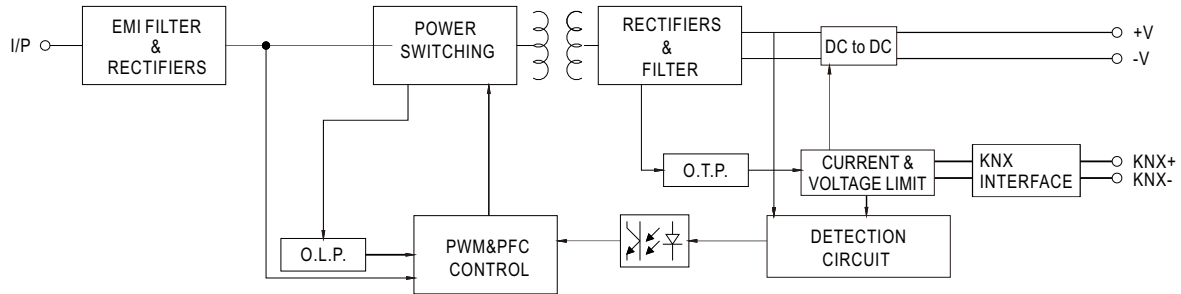 I/P
EMI FILTER
&
RECTIFIERS
POWER
SWITCHING
RECTIFIERS
&
FILTER
DC to DC
+V
-V
O.T.P.
CURRENT &
VOLTAGE LIMIT
KNX
INTERFACE
KNX+
KNX-
O.L.P.
PWM&PFC
CONTROL
DETECTION
CIRCUIT